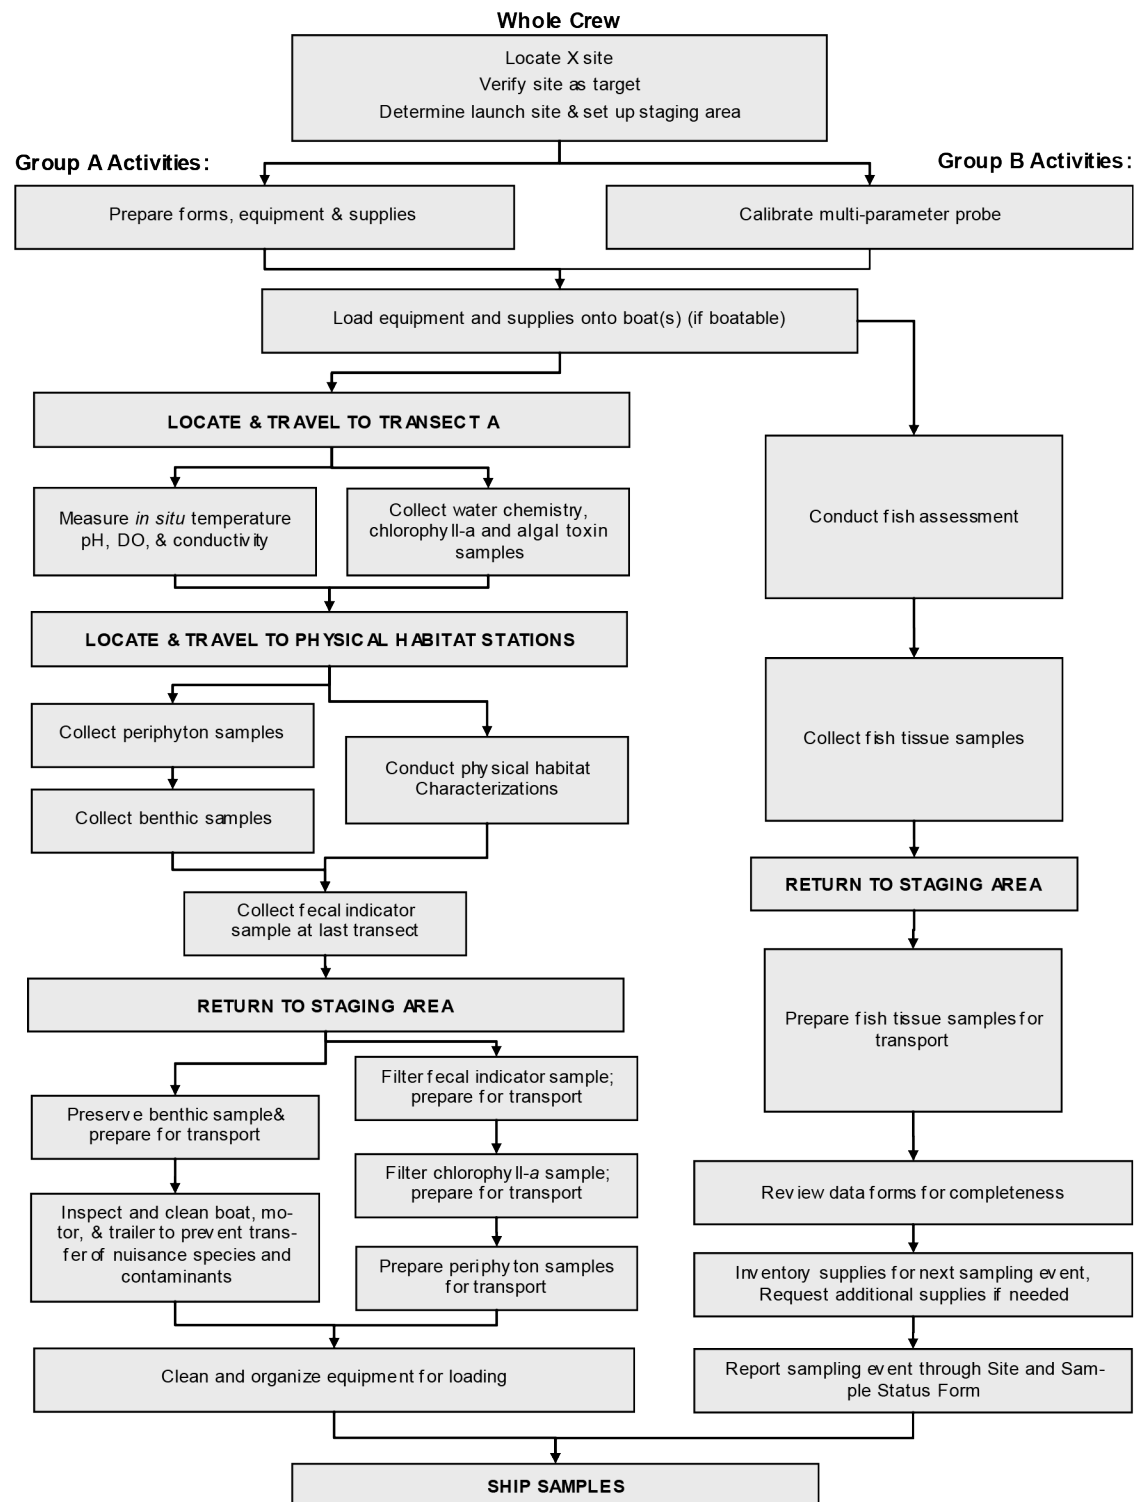 Whole Crew
Locate X site
Verify site as target
Determine launch site & set up staging area
Group A Activities:
Group B Activities:
Prepare forms, equipment & supplies
Calibrate multi-parameter probe
Load equipment and supplies onto boat(s) (if boatable)
LOCATE & TRAVEL TO TRANSECT A
Measure in situ temperature
pH, DO, & conductivity
Collect water chemistry,
chlorophyll-a and algal toxin
samples
Conduct fish assessment
LOCATE & TRAVEL TO PHYSICAL HABITAT STATIONS
Collect periphyton samples
Collect benthic samples
Conduct physical habitat
Characterizations
Collect fish tissue samples
Collect fecal indicator
sample at last transect
RETURN TO STAGING AREA
RETURN TO STAGING AREA
Preserve benthic sample&
prepare for transport
Inspect and clean boat, mo-
tor, & trailer to prevent trans-
fer of nuisance species and
contaminants
Filter fecal indicator sample;
prepare for transport
Filter chlorophyll-a sample;
prepare for transport
Prepare periphyton samples
for transport
Prepare fish tissue samples for
transport
Review data forms for completeness
Inventory supplies for next sampling event,
Request additional supplies if needed
Clean and organize equipment for loading
Report sampling event through Site and Sam-
ple Status Form
SHIP SAMPLES